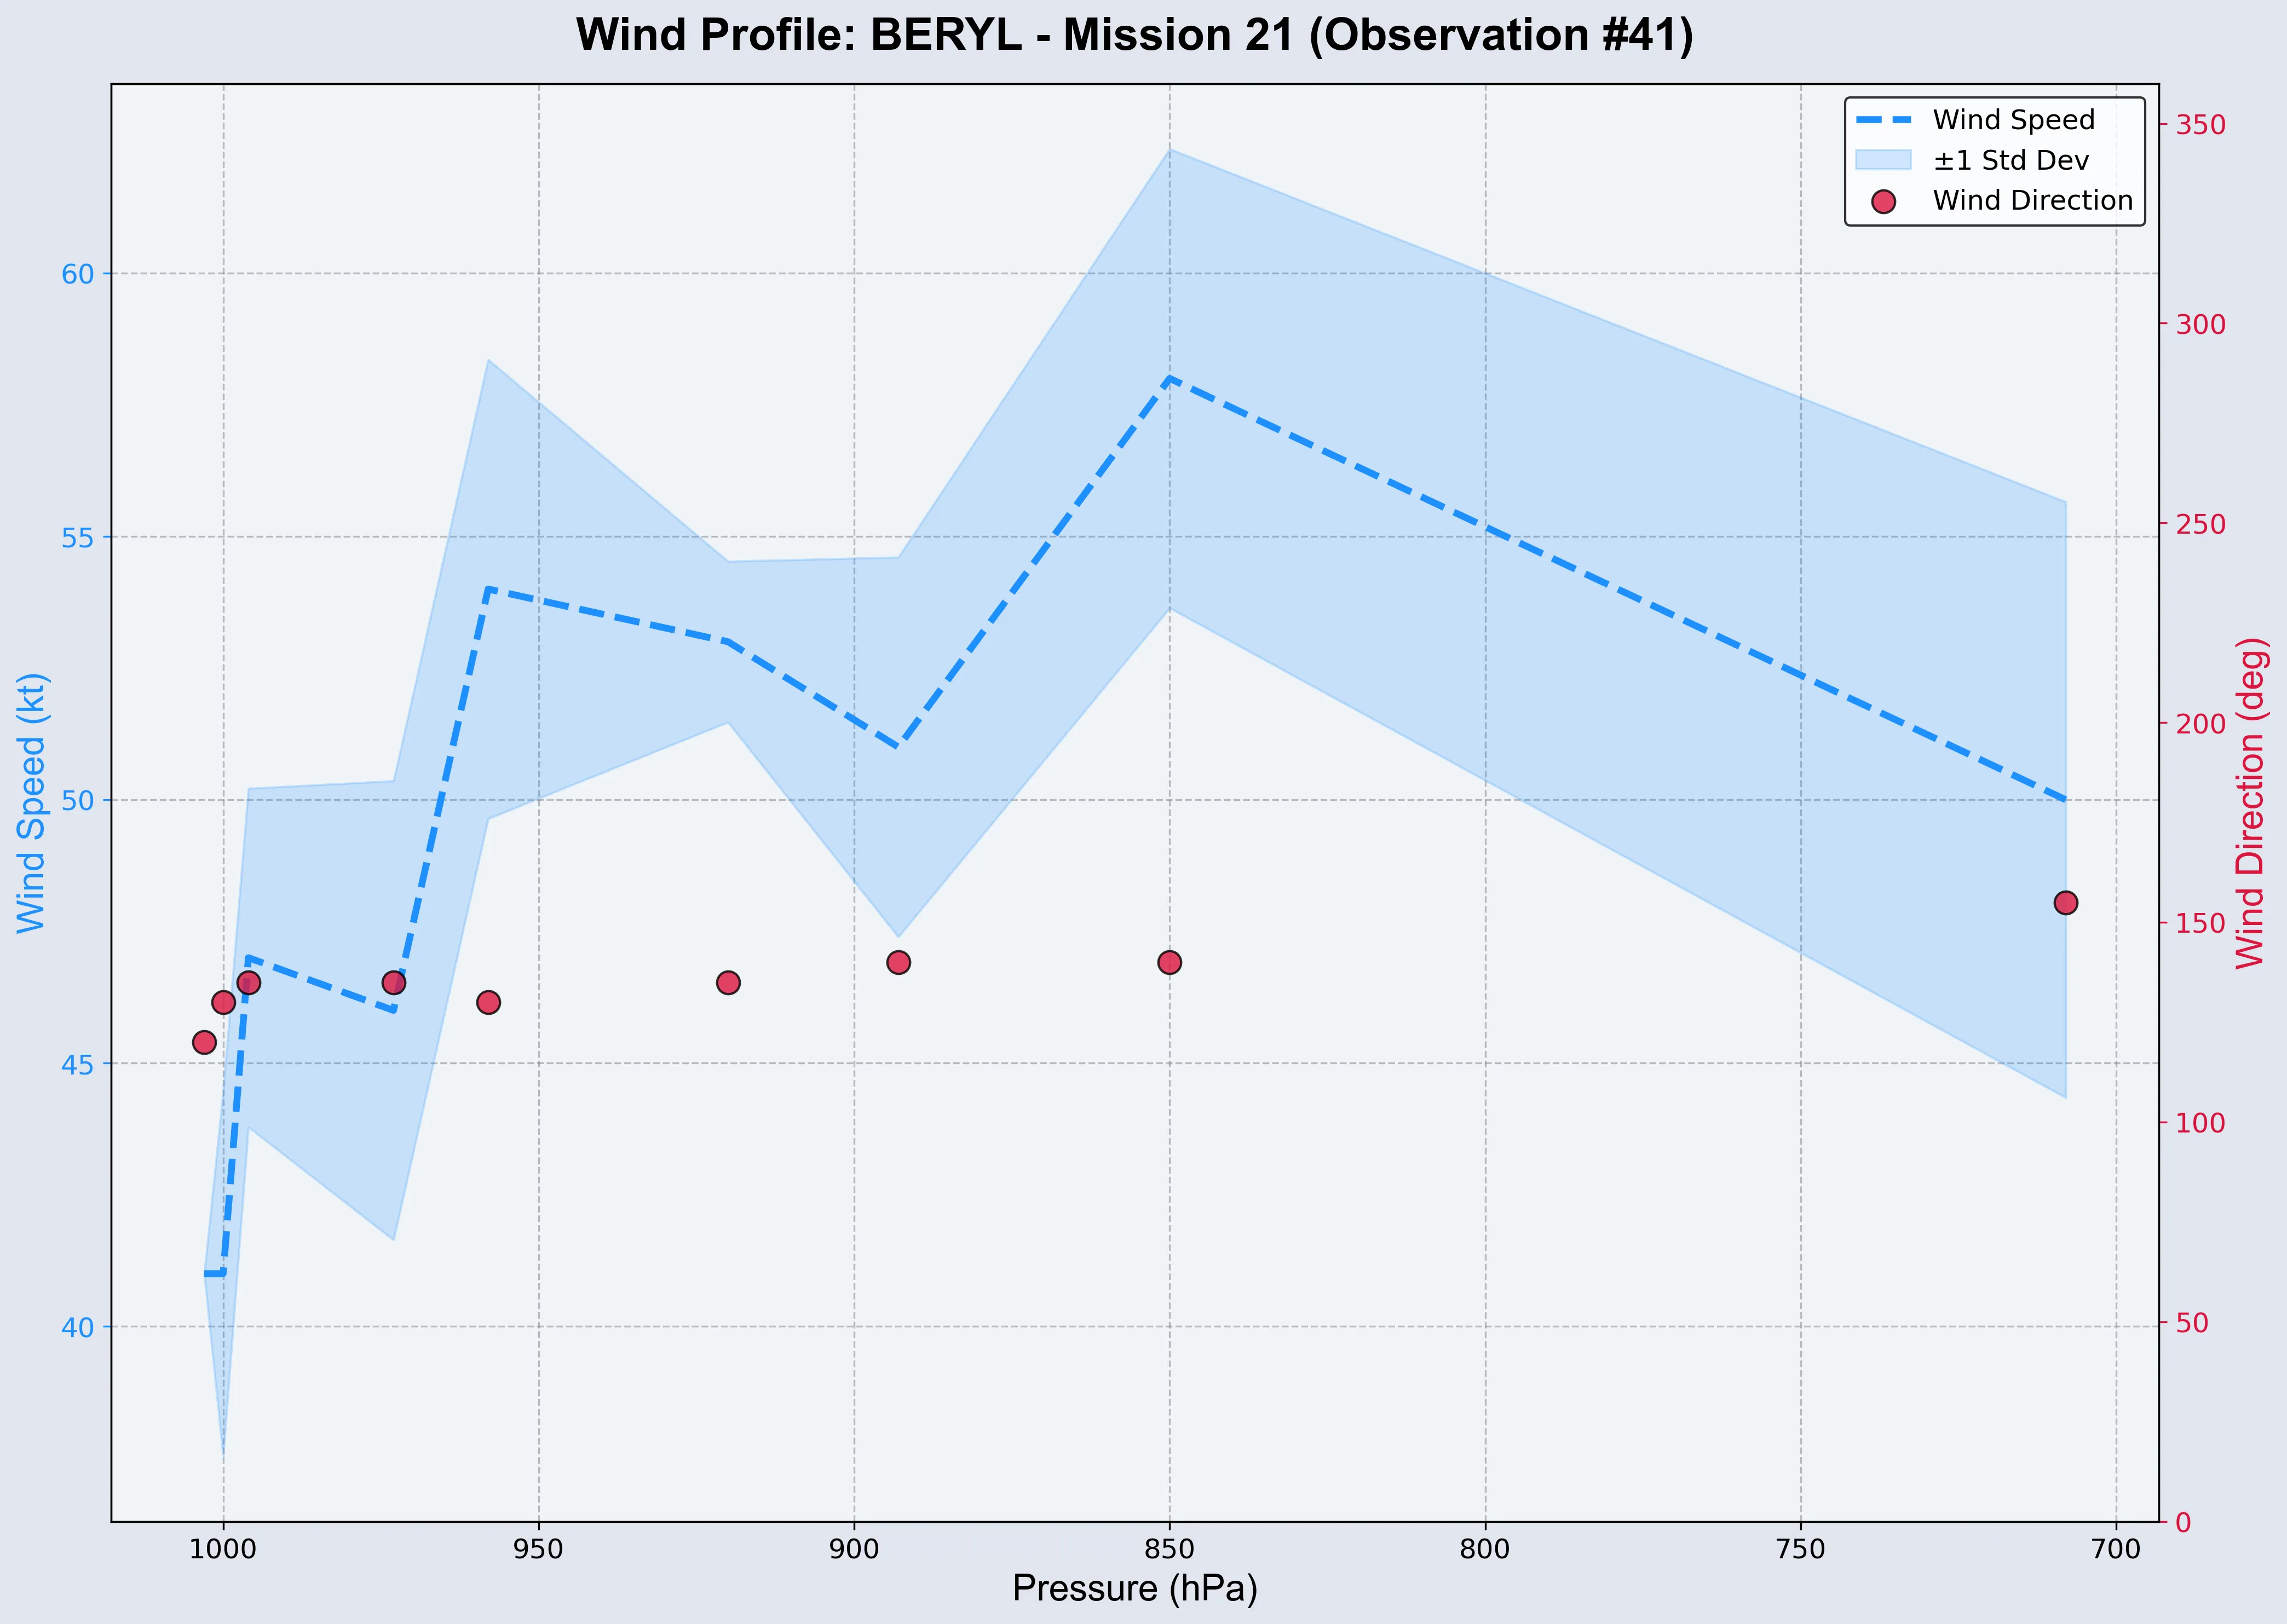 Wind Profile: BERYL - Mission 21 (Observation #41)
Wind Speed
±1 Std Dev
Wind Direction
Wind Speed (kt)
60
55
50
45
40
Wind Direction (deg)
350
300
250
200
150
100
50
0
1000 950 900 850 800 750 700
Pressure (hPa)